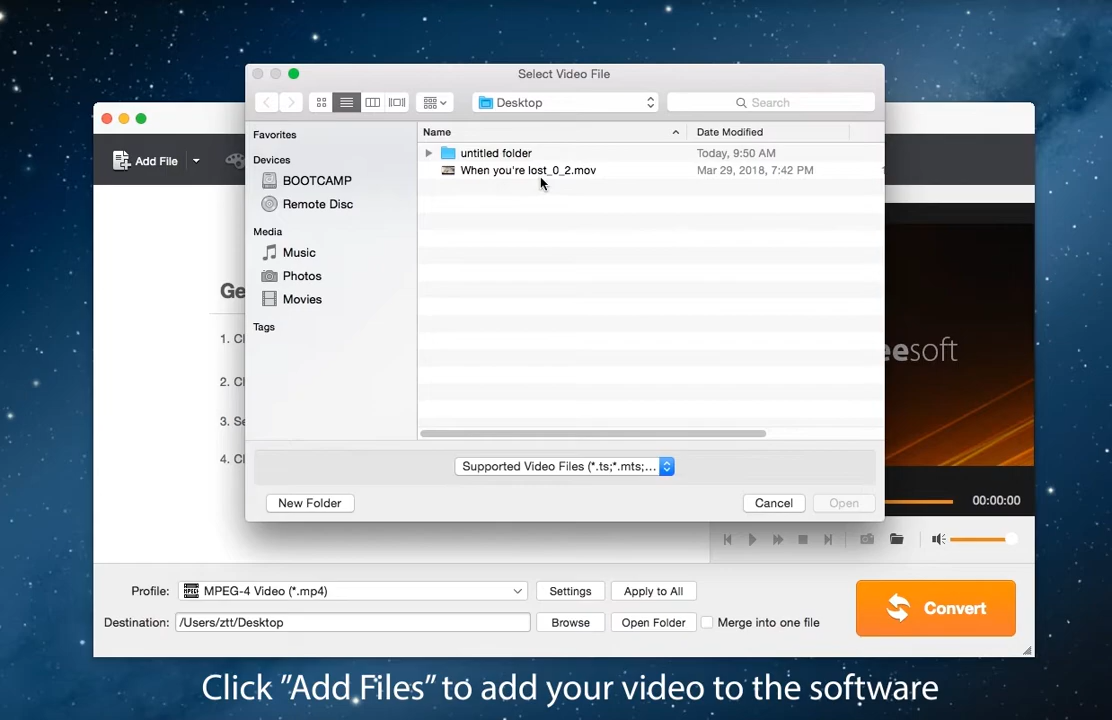 Select Video File
Desktop
Search
Favorites
Devices
BOOTCAMP
Remote Disc
Media
Music
Photos
Movies
Tags
Name
Date Modified
untitled folder
Today, 9:50 AM
When you're lost_0_2.mov
Mar 29, 2018, 7:42 PM
Supported Video Files (*.ts;*.mts;...
New Folder
Cancel
Open
Add File
Ge
1. Cl
2. Cl
3. Se
4. Cl
eesoft
00:00:00
Profile:
MPEG-4 Video (*.mp4)
Settings
Apply to All
Destination:
/Users/ztt/Desktop
Browse
Open Folder
Merge into one file
Convert
Click "Add Files" to add your video to the software